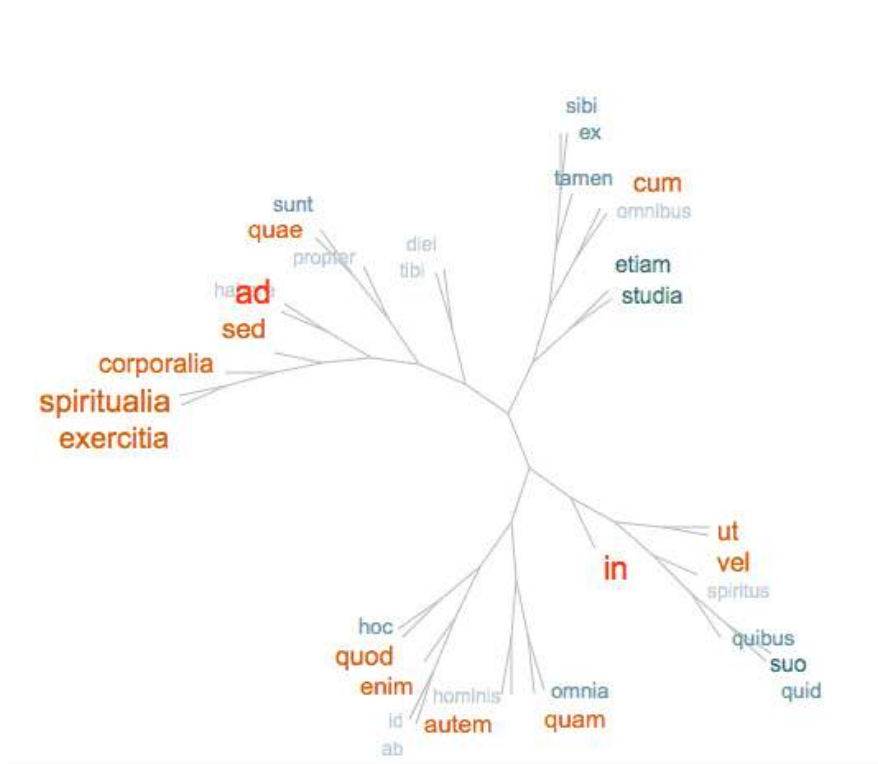 sibi
ex
tamen
cum
omnibus
sunt
quae
diei
propter
tibi
etiam
studia
ad
sed
corporalia
spiritualia
exercitia
ut
vel
in
spiritus
hoc
quibus
quod
suo
enim
hominis
omnia
quid
id
autem
quam
ab